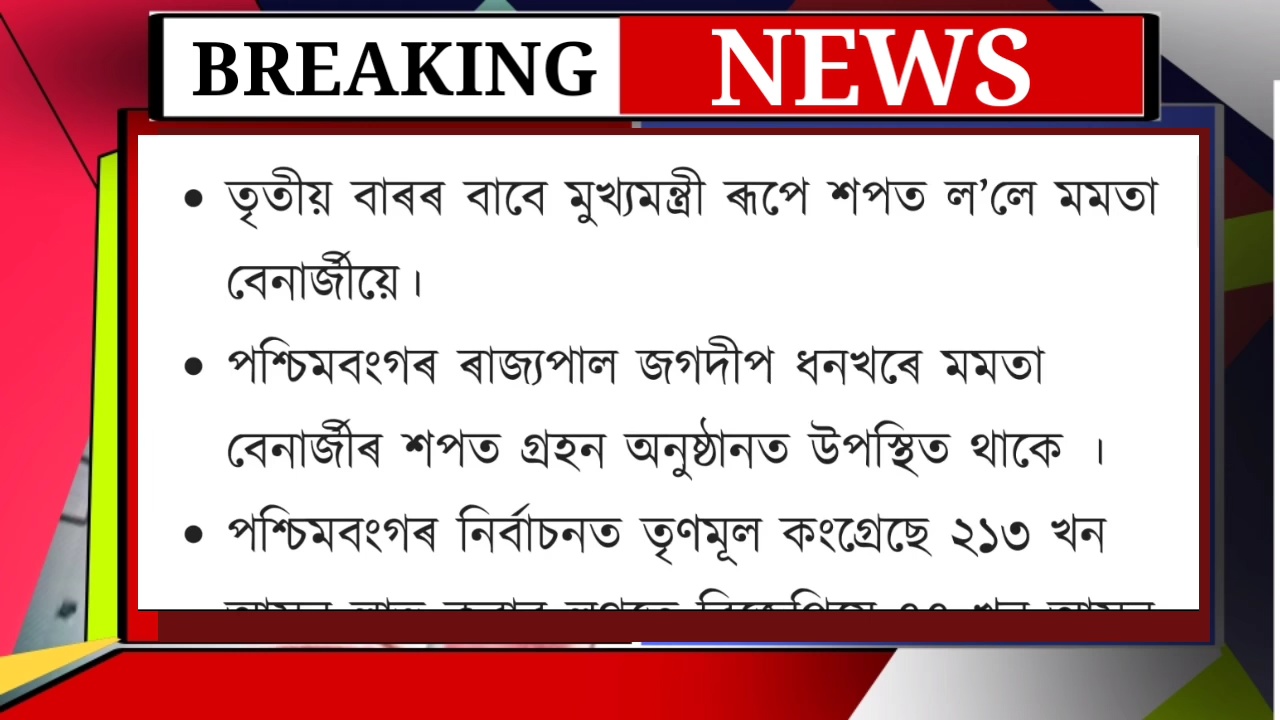 BREAKING NEWS
• তৃতীয় বাৰৰ বাবে মুখ্যমন্ত্ৰী ৰূপে শপত ল’লে মমতা
বেনাৰ্জীয়ে।
• পশ্চিমবংগৰ ৰাজ্যপাল জগদীপ ধনখৰে মমতা
বেনাৰ্জীৰ শপত গ্ৰহন অনুষ্ঠানত উপস্থিত থাকে ।
• পশ্চিমবংগৰ নিৰ্বাচনত তৃণমূল কংগ্ৰেছে ২১৩ খন